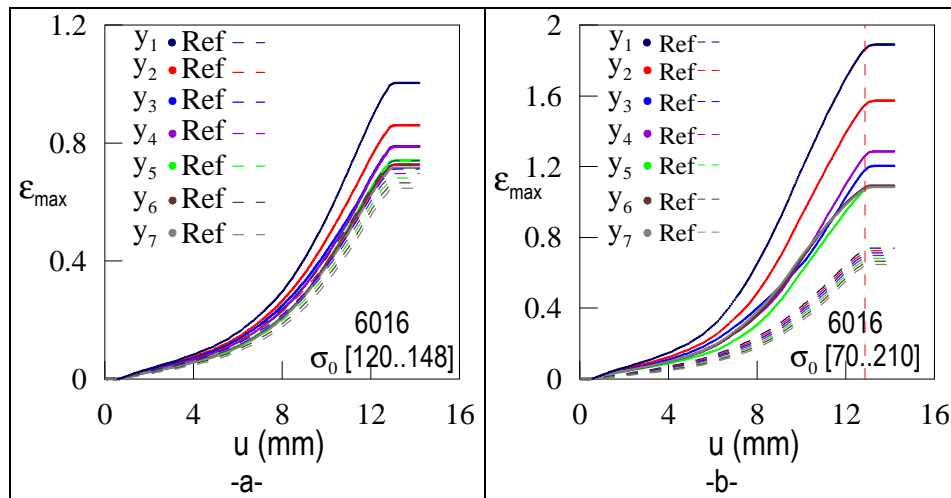 1.2
y1 Ref
y2 Ref
y3 Ref
y4 Ref
y5 Ref
y6 Ref
y7 Ref
0.8
εmax
0.4
0
6016
σ0 [120..148]
0 4 8 12 16
u (mm)
-a-
2
y1 Ref
y2 Ref
y3 Ref
y4 Ref
y5 Ref
y6 Ref
y7 Ref
1.6
1.2
εmax
0.8
0.4
0
6016
σ0 [70..210]
0 4 8 12 16
u (mm)
-b-